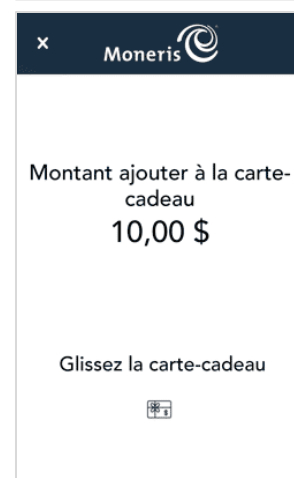 ×
Moneris
Montant ajouter à la carte-
cadeau
10,00 $
Glissez la carte-cadeau
$